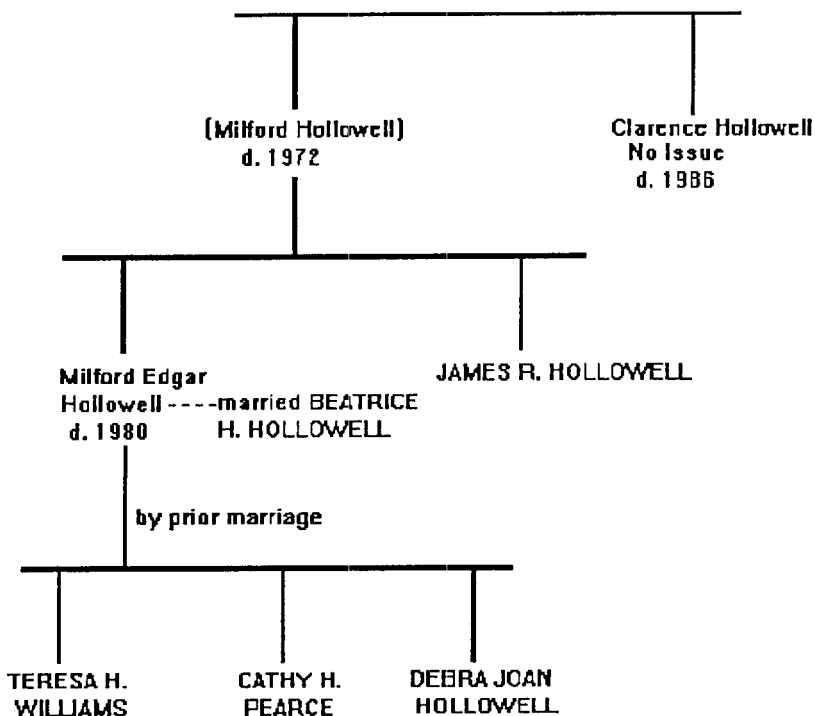 (Milford Hollowell)
d. 1972
Clarence Hollowell
No Issue
d. 1986
Milford Edgar
Hollowell ----married BEATRICE
d. 1980 H. HOLLOWELL
JAMES R. HOLLOWELL
by prior marriage
TERESA H.
WILLIAMS
CATHY H.
PEARCE
DEBRA JOAN
HOLLOWELL